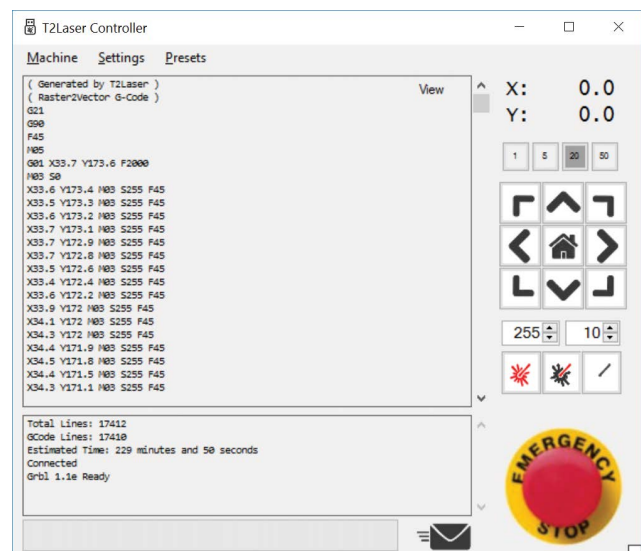 T2Laser Controller
Machine Settings Presets
( Generated by T2Laser )
( Raster2Vector G-Code )
G21
G90
F45
M05
G01 X33.7 Y173.6 F2000
M03 S0
X33.6 Y173.4 M03 S255 F45
X33.5 Y173.3 M03 S255 F45
X33.6 Y173.2 M03 S255 F45
X33.7 Y173.1 M03 S255 F45
X33.7 Y172.9 M03 S255 F45
X33.7 Y172.8 M03 S255 F45
X33.5 Y172.6 M03 S255 F45
X33.4 Y172.4 M03 S255 F45
X33.6 Y172.2 M03 S255 F45
X33.9 Y172 M03 S255 F45
X34.1 Y172 M03 S255 F45
X34.3 Y172 M03 S255 F45
X34.4 Y171.9 M03 S255 F45
X34.5 Y171.8 M03 S255 F45
X34.4 Y171.5 M03 S255 F45
X34.3 Y171.1 M03 S255 F45
View
X: 0.0
Y: 0.0
1 5 20 50
255 10
Total Lines: 17412
GCode Lines: 17410
Estimated Time: 229 minutes and 50 seconds
Connected
Grbl 1.1e Ready
EMERGENCY
STOP